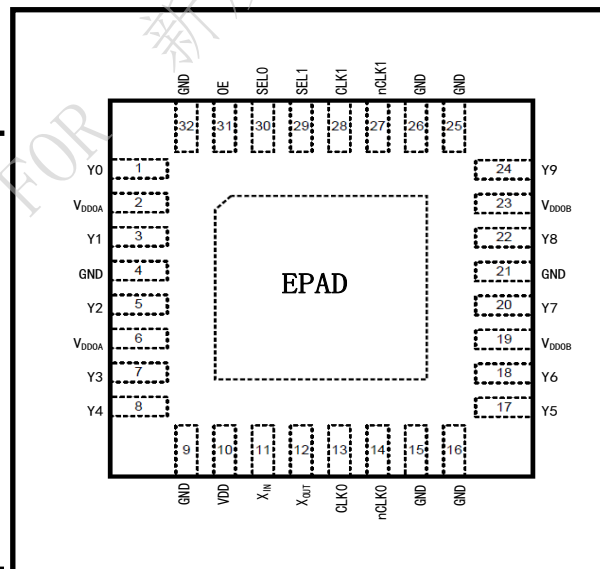 FOR 新
GND OE SEL0 SEL1 CLK1 nCLK1 GND GND
32 31 30 29 28 27 26 25
Y0 1 24 Y9
VDDOA 2 23 VDDOB
Y1 3 22 Y8
GND 4 21 GND
EPAD
Y2 5 20 Y7
VDDOA 6 19 VDDOB
Y3 7 18 Y6
Y4 8 17 Y5
9 10 11 12 13 14 15 16
GND VDD XIN XOUT CLK0 nCLK0 GND GND